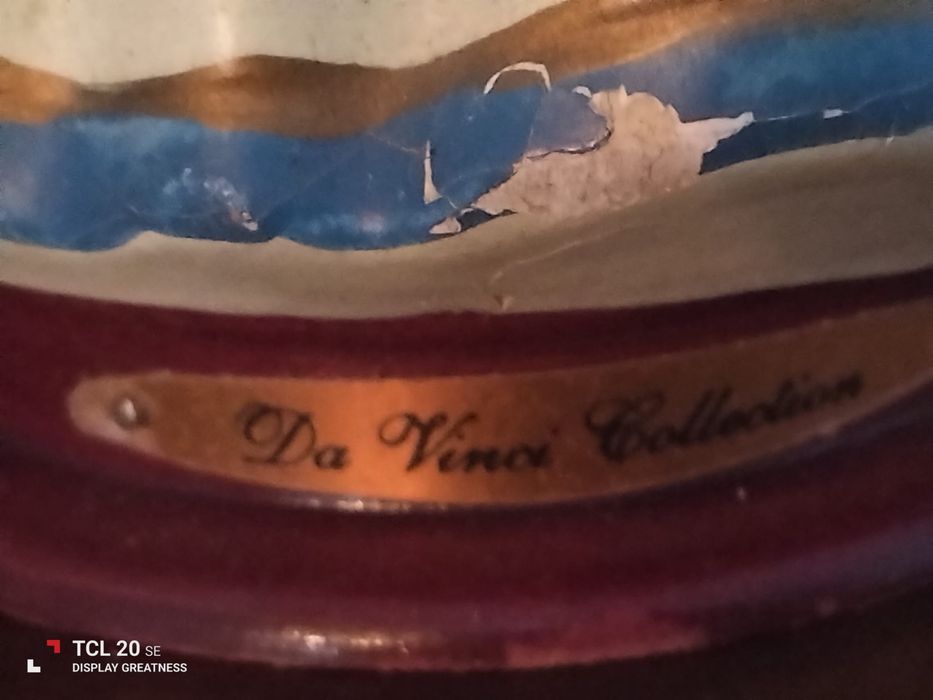 Da Vinci Collection
TCL 20 SE
DISPLAY GREATNESS